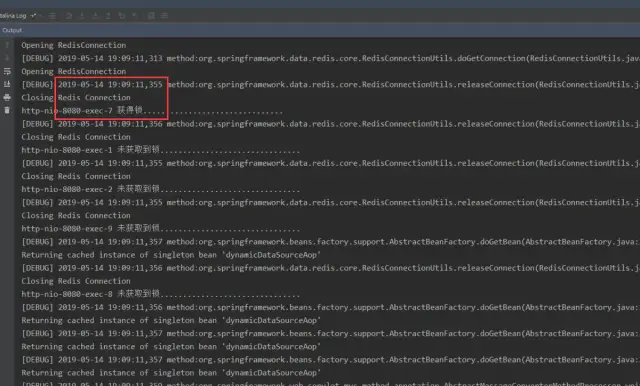 talina Log
Output
Opening RedisConnection
[DEBUG] 2019-05-14 19:09:11,313 method:org.springframework.data.redis.core.RedisConnectionUtils.doGetConnection(RedisConnectionUtils.java
Opening RedisConnection
[DEBUG] 2019-05-14 19:09:11,355 method:org.springframework.data.redis.core.RedisConnectionUtils.releaseConnection(RedisConnectionUtils.j
Closing Redis Connection
http-nio-8080-exec-7 获得锁..............................
[DEBUG] 2019-05-14 19:09:11,356 method:org.springframework.data.redis.core.RedisConnectionUtils.releaseConnection(RedisConnectionUtils.j
Closing Redis Connection
http-nio-8080-exec-1 未获取到锁..............................
[DEBUG] 2019-05-14 19:09:11,355 method:org.springframework.data.redis.core.RedisConnectionUtils.releaseConnection(RedisConnectionUtils.j
Closing Redis Connection
http-nio-8080-exec-2 未获取到锁..............................
[DEBUG] 2019-05-14 19:09:11,355 method:org.springframework.data.redis.core.RedisConnectionUtils.releaseConnection(RedisConnectionUtils.j
Closing Redis Connection
http-nio-8080-exec-9 未获取到锁..............................
[DEBUG] 2019-05-14 19:09:11,357 method:org.springframework.beans.factory.support.AbstractBeanFactory.doGetBean(AbstractBeanFactory.java:
Returning cached instance of singleton bean 'dynamicDataSourceAop'
[DEBUG] 2019-05-14 19:09:11,356 method:org.springframework.data.redis.core.RedisConnectionUtils.releaseConnection(RedisConnectionUtils.j
Closing Redis Connection
http-nio-8080-exec-8 未获取到锁..............................
[DEBUG] 2019-05-14 19:09:11,356 method:org.springframework.beans.factory.support.AbstractBeanFactory.doGetBean(AbstractBeanFactory.java:
Returning cached instance of singleton bean 'dynamicDataSourceAop'
[DEBUG] 2019-05-14 19:09:11,357 method:org.springframework.beans.factory.support.AbstractBeanFactory.doGetBean(AbstractBeanFactory.java:
Returning cached instance of singleton bean 'dynamicDataSourceAop'
[DEBUG] 2019-05-14 19:09:11,357 method:org.springframework.beans.factory.support.AbstractBeanFactory.doGetBean(AbstractBeanFactory.java:
Returning cached instance of singleton bean 'dynamicDataSourceAop'